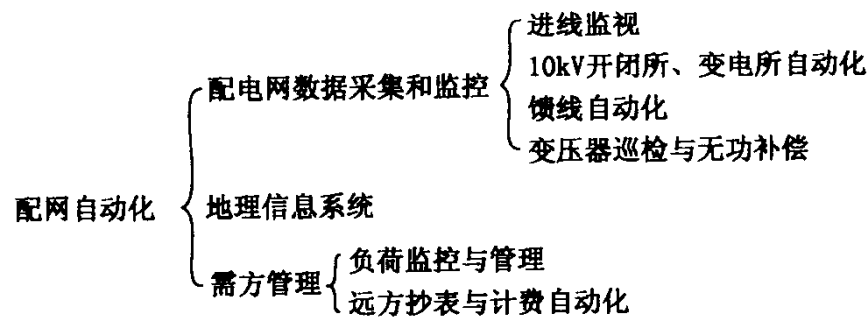 配网自动化
配电网数据采集和监控
进线监视
10kV开闭所、变电所自动化
馈线自动化
变压器巡检与无功补偿
地理信息系统
需方管理
负荷监控与管理
远方抄表与计费自动化